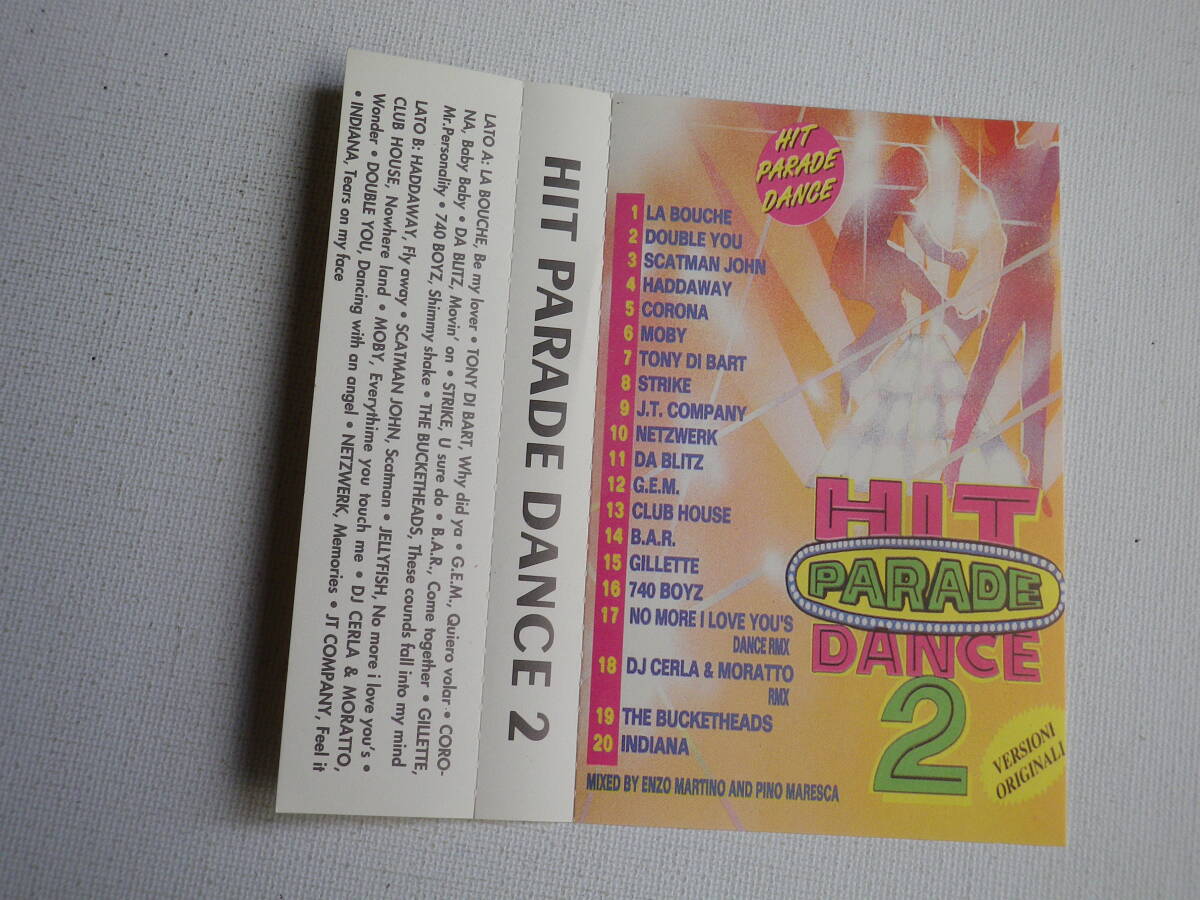 LATO A: LA BOUCHE, Be my lover • TONY DI BART, Why did ya • G.E.M., Quiero volar • CORO-
NA, Baby Baby • DA BLITZ, Movin' on • STRIKE, U sure do • B.A.R., Come together • GILLETTE,
Mr.Personality • 740 BOYZ, Shimmy shake • THE BUCKETHEADS, These counds fall into my mind
LATO B: HADDAWAY, Fly away • SCATMAN JOHN, Scatman • JELLYFISH, No more i love you's •
CLUB HOUSE, Nowhere land • MOBY, Everythime you touch me • DJ CERLA & MORATTO,
Wonder • DOUBLE YOU, Dancing with an angel • NETZWERK, Memories • JT COMPANY, Feel it
• INDIANA, Tears on my face
HIT PARADE DANCE 2
HIT
PARADE
DANCE
1 LA BOUCHE
2 DOUBLE YOU
3 SCATMAN JOHN
4 HADDAWAY
5 CORONA
6 MOBY
7 TONY DI BART
8 STRIKE
9 J.T. COMPANY
10 NETZWERK
11 DA BLITZ
12 G.E.M.
13 CLUB HOUSE
14 B.A.R.
15 GILLETTE
16 740 BOYZ
17 NO MORE I LOVE YOU'S
DANCE RMX
18 DJ CERLA & MORATTO
RMX
19 THE BUCKETHEADS
20 INDIANA
MIXED BY ENZO MARTINO AND PINO MARESCA
HIT
PARADE
DANCE
2
VERSIONI
ORIGINALI